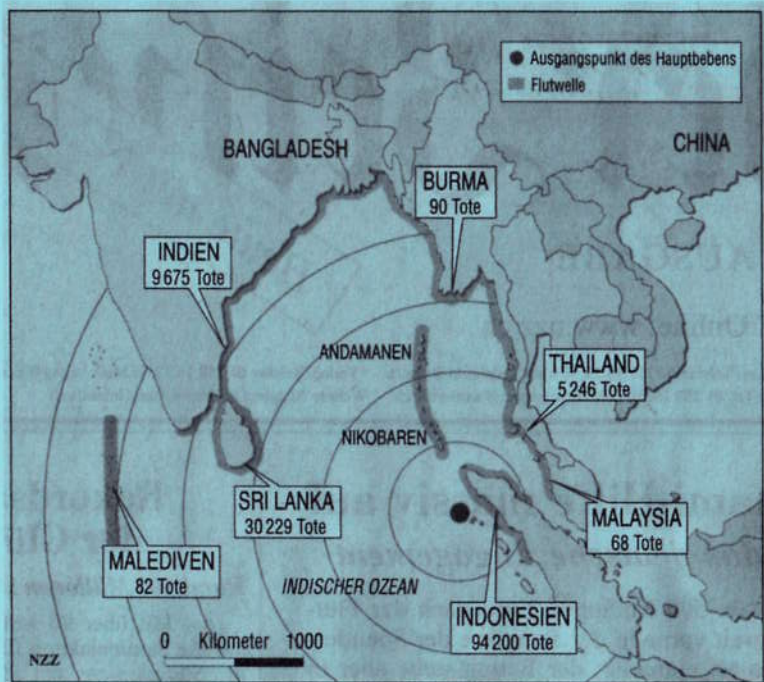 Ausgangspunkt des Hauptbebens
Flutwelle
CHINA
BANGLADESH
BURMA
90 Tote
INDIEN
9 675 Tote
ANDAMANEN
THAILAND
5 246 Tote
NIKOBAREN
SRI LANKA
30 229 Tote
MALAYSIA
68 Tote
MALEDIVEN
82 Tote
INDISCHER OZEAN
INDONESIEN
94 200 Tote
0 Kilometer 1000
NZZ